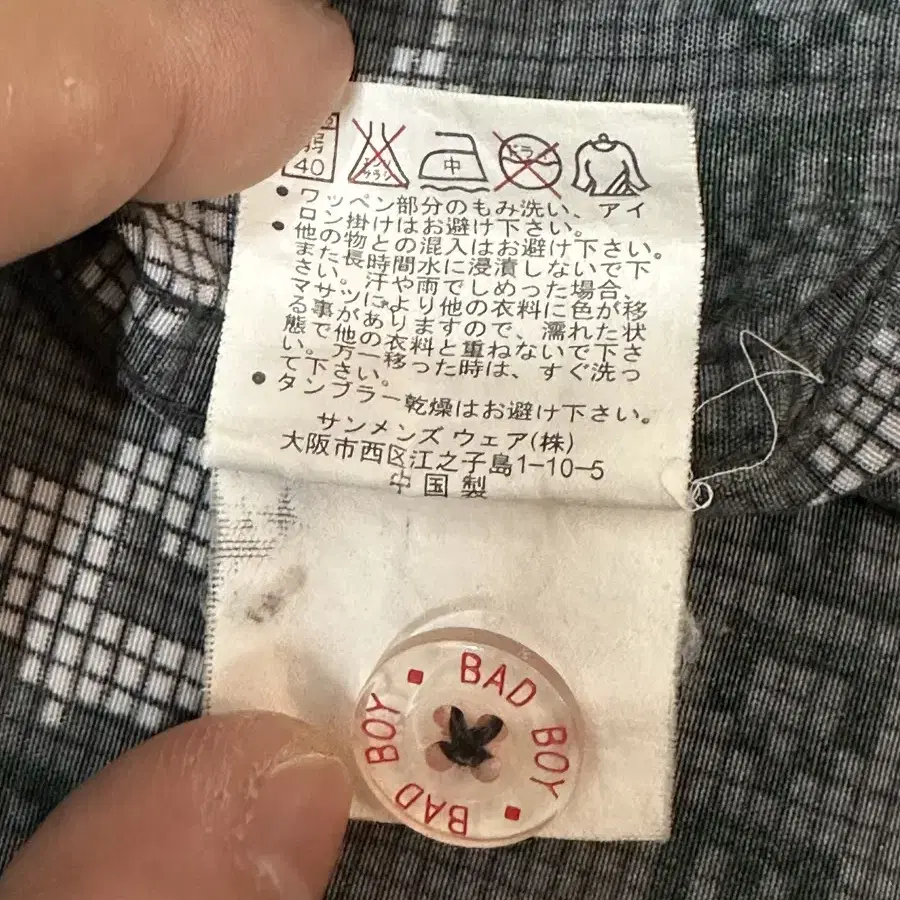 弱
40
サラシ
中
ドライ
• ワッペン部分のもみ洗い、アイ
ロン掛けはお避け下さい。
• 他の物との混入はお避け下さい。
また長時間水に浸漬しないで下
さい。汗や雨でしめった場合、
マサツにより他の衣料に色が移
る事がありますので、濡れた状
態で他の衣料と重ねないで下さ
い。万一移った時は、すぐ洗っ
て下さい。
• タンブラー乾燥はお避け下さい。
サンメンズ ウェア(株)
大阪市西区江之子島1-10-5
中国製
BAD BOY ▪ BAD BOY ▪